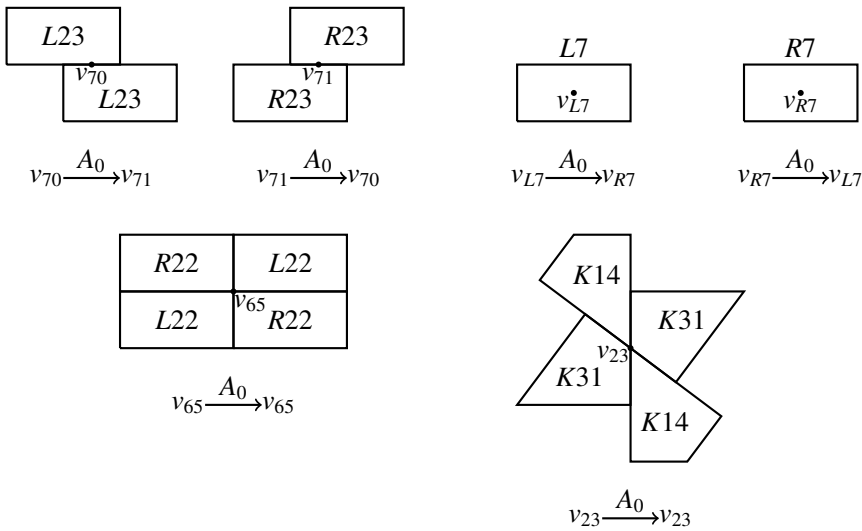 L23 R23 L7 R7
v70 v71 vL7 vR7
L23 R23
v70 A0→ v71 v71 A0→ v70 vL7 A0→ vR7 vR7 A0→ vL7
R22 L22 K14
v65 K31
L22 R22 v23
K31
v65 A0→ v65 K14
v23 A0→ v23